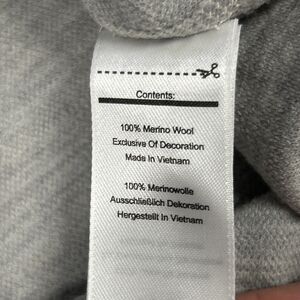 Contents:
100% Merino Wool
Exclusive Of Decoration
Made In Vietnam
100% Merinowolle
Ausschließlich Dekoration
Hergestellt In Vietnam